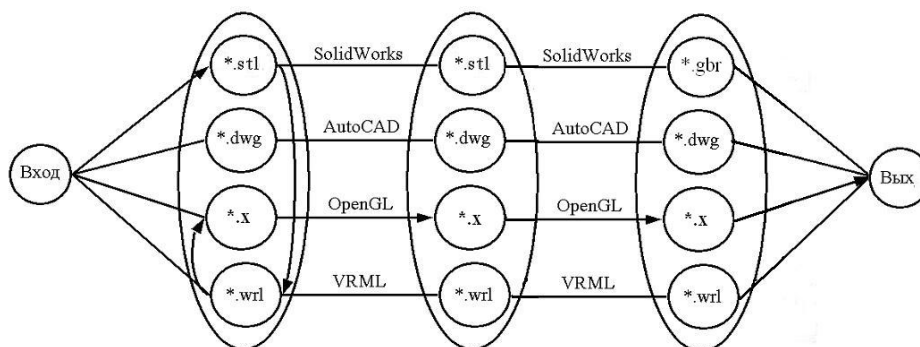 *.stl SolidWorks *.stl SolidWorks *.gbr
*.dwg AutoCAD *.dwg AutoCAD *.dwg
Вход Вых
*.x OpenGL *.x OpenGL *.x
*.wrl VRML *.wrl VRML *.wrl